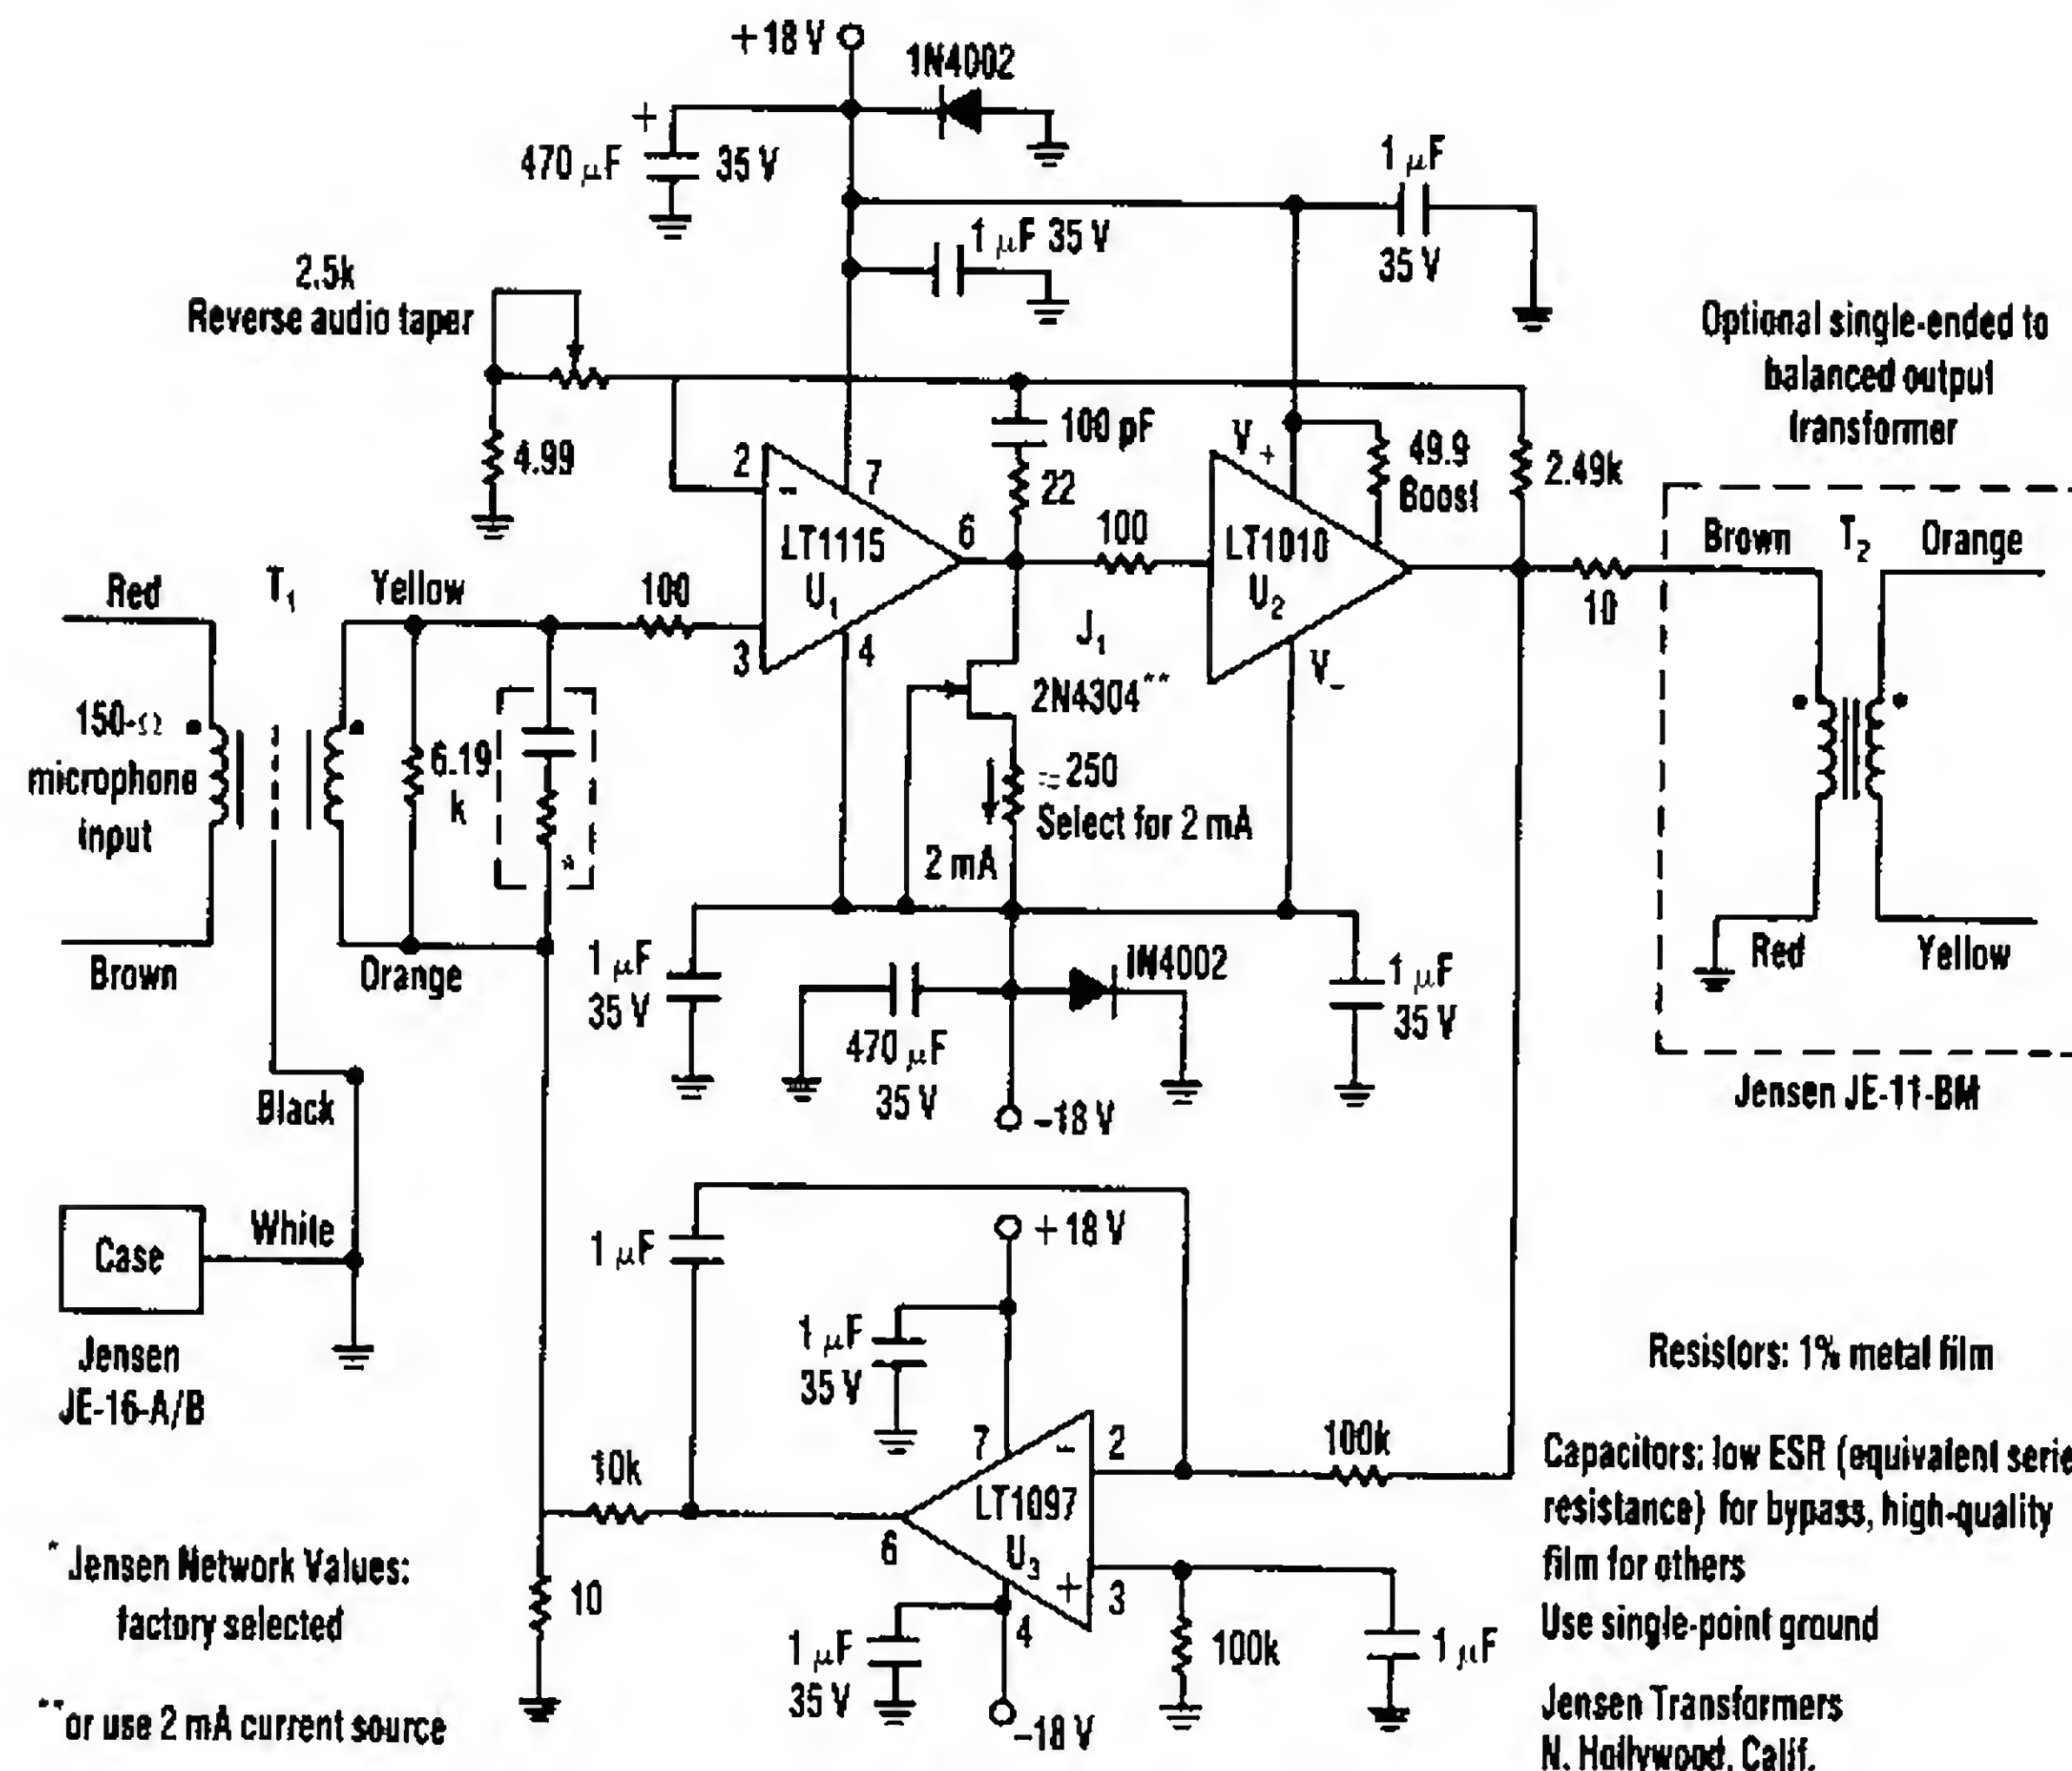 +18 V
1N4002
+
470 μF 35 V
1 μF
35 V
1 μF 35 V
2.5k
Reverse audio taper
Optional single-ended to
balanced output
transformer
4.99
2
-
7
100 pF
22
V+
49.9
Boost
2.49k
LT1115
U1
6
100
LT1010
U2
Brown
T2
Orange
10
Red
T1
Yellow
100
3
4
J1
2N4304**
V-
150-Ω
microphone
input
6.19
k
*
≈250
Select for 2 mA
2 mA
Brown
Orange
1 μF
35 V
470 μF
35 V
1N4002
1 μF
35 V
-18 V
Red
Yellow
Jensen JE-11-BM
Black
White
Case
Jensen
JE-16-A/B
1 μF
+18 V
1 μF
35 V
7
-
2
100k
10k
LT1097
U3
6
+
3
4
10
1 μF
35 V
-18 V
100k
1 μF
* Jensen Network Values:
factory selected
**or use 2 mA current source
Resistors: 1% metal film
Capacitors: low ESR (equivalent serie
resistance) for bypass, high-quality
film for others
Use single-point ground
Jensen Transformers
N. Hollywood, Calif.